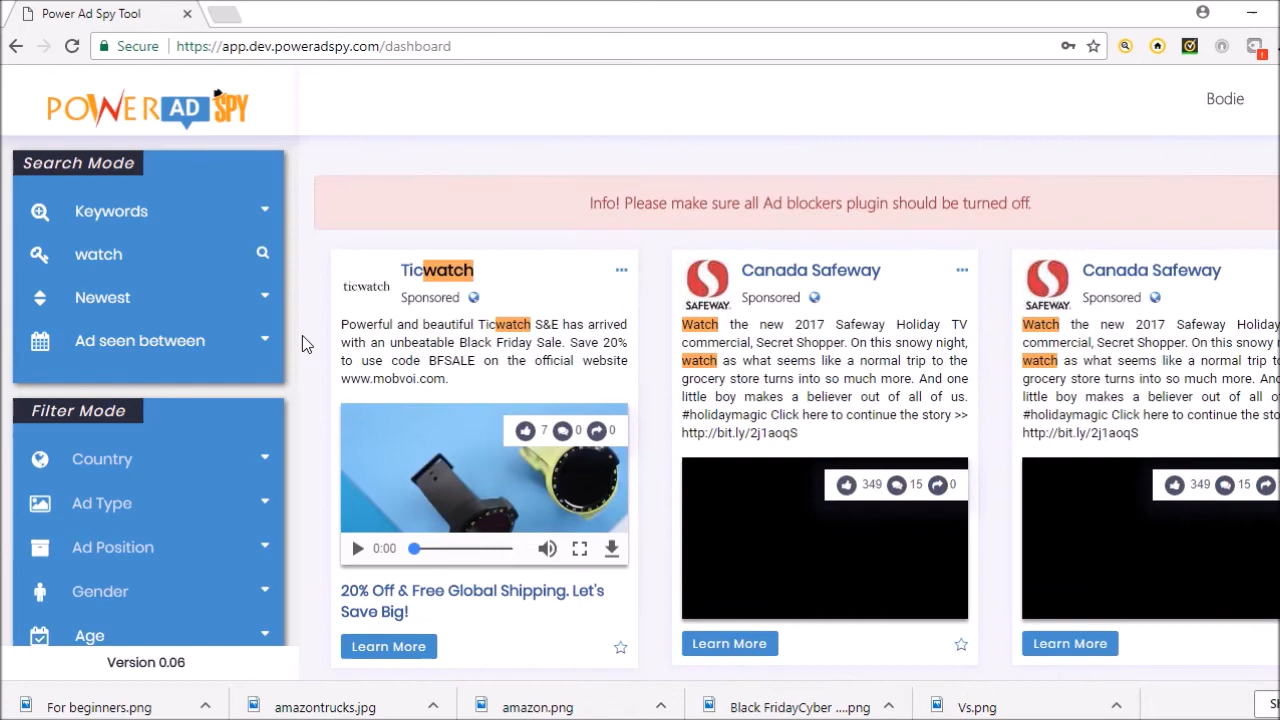 Power Ad Spy Tool
Secure https://app.dev.poweradspy.com/dashboard
POWER AD SPY
Bodie
Search Mode
Keywords
watch
Newest
Ad seen between
Filter Mode
Country
Ad Type
Ad Position
Gender
Age
Version 0.06
Info! Please make sure all Ad blockers plugin should be turned off.
ticwatch
Ticwatch
Sponsored
Powerful and beautiful Ticwatch S&E has arrived
with an unbeatable Black Friday Sale. Save 20%
to use code BFSALE on the official website
www.mobvoi.com.
7 0 0
0:00
20% Off & Free Global Shipping. Let's
Save Big!
Learn More
SAFEWAY.
Canada Safeway
Sponsored
Watch the new 2017 Safeway Holiday TV
commercial, Secret Shopper. On this snowy night,
watch as what seems like a normal trip to the
grocery store turns into so much more. And one
little boy makes a believer out of all of us.
#holidaymagic Click here to continue the story >>
http://bit.ly/2j1aoqS
349 15 0
Learn More
SAFEWAY.
Canada Safeway
Sponsored
Watch the new 2017 Safeway Holida
commercial, Secret Shopper. On this snowy
watch as what seems like a normal trip
grocery store turns into so much more. A
little boy makes a believer out of all of us.
#holidaymagic Click here to continue the sto
http://bit.ly/2j1aoqS
349 15
Learn More
For beginners.png
amazontrucks.jpg
amazon.png
Black FridayCyber ....png
Vs.png